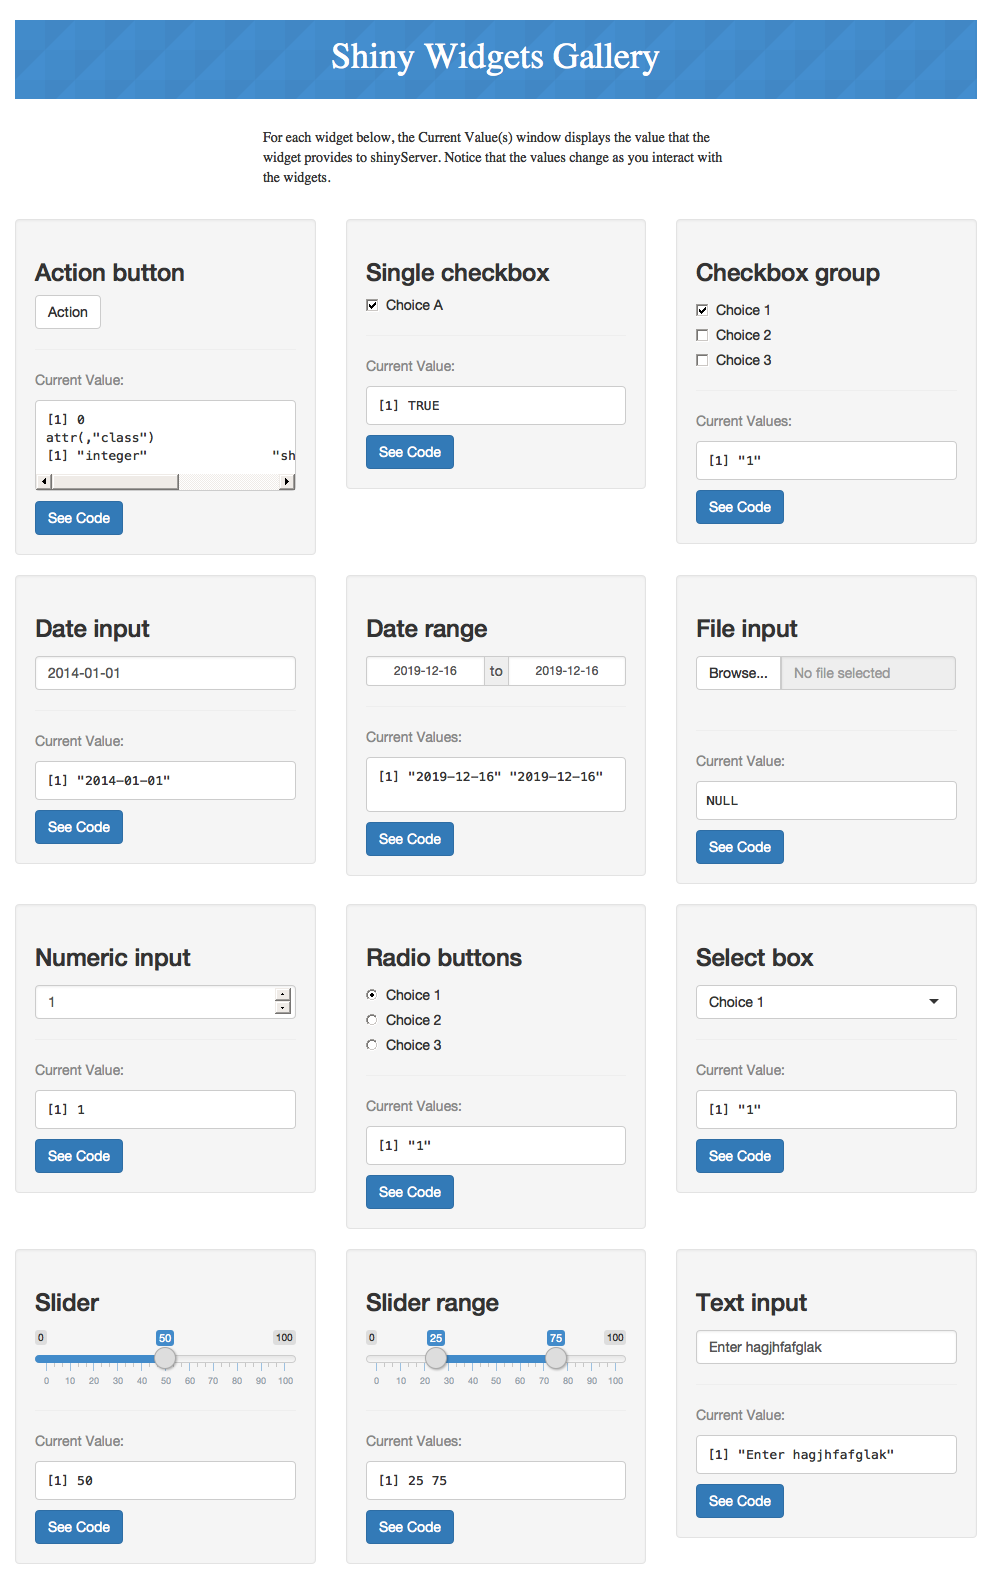 Shiny Widgets Gallery
For each widget below, the Current Value(s) window displays the value that the
widget provides to shinyServer. Notice that the values change as you interact with
the widgets.
Action button
Action
Current Value:
[1] 0
attr(,"class")
[1] "integer" "sh
See Code
Single checkbox
Choice A
Current Value:
[1] TRUE
See Code
Checkbox group
Choice 1
Choice 2
Choice 3
Current Values:
[1] "1"
See Code
Date input
2014-01-01
Current Value:
[1] "2014-01-01"
See Code
Date range
2019-12-16 to 2019-12-16
Current Values:
[1] "2019-12-16" "2019-12-16"
See Code
File input
Browse... No file selected
Current Value:
NULL
See Code
Numeric input
1
Current Value:
[1] 1
See Code
Radio buttons
Choice 1
Choice 2
Choice 3
Current Values:
[1] "1"
See Code
Select box
Choice 1
Current Value:
[1] "1"
See Code
Slider
0 50 100
0 10 20 30 40 50 60 70 80 90 100
Current Value:
[1] 50
See Code
Slider range
0 25 75 100
0 10 20 30 40 50 60 70 80 90 100
Current Values:
[1] 25 75
See Code
Text input
Enter hagjhfafglak
Current Value:
[1] "Enter hagjhfafglak"
See Code